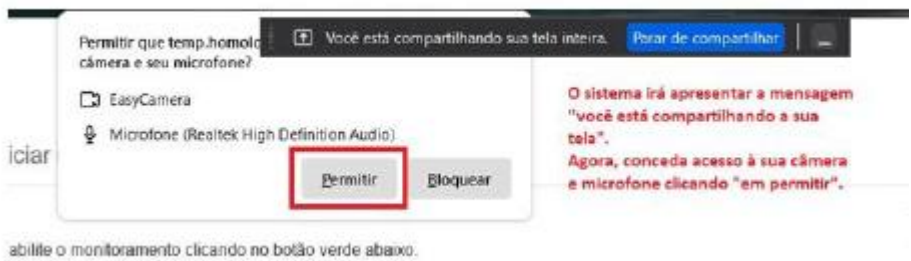 Permitir que temp.homolo
câmera e seu microfone?
Você está compartilhando sua tela inteira. Parar de compartilhar
EasyCamera
Microfone (Realtek High Definition Audio)
Permitir Bloquear
O sistema irá apresentar a mensagem
"você está compartilhando a sua
tela".
Agora, conceda acesso à sua câmera
e microfone clicando "em permitir".
iciar
abilite o monitoramento clicando no botão verde abaixo.